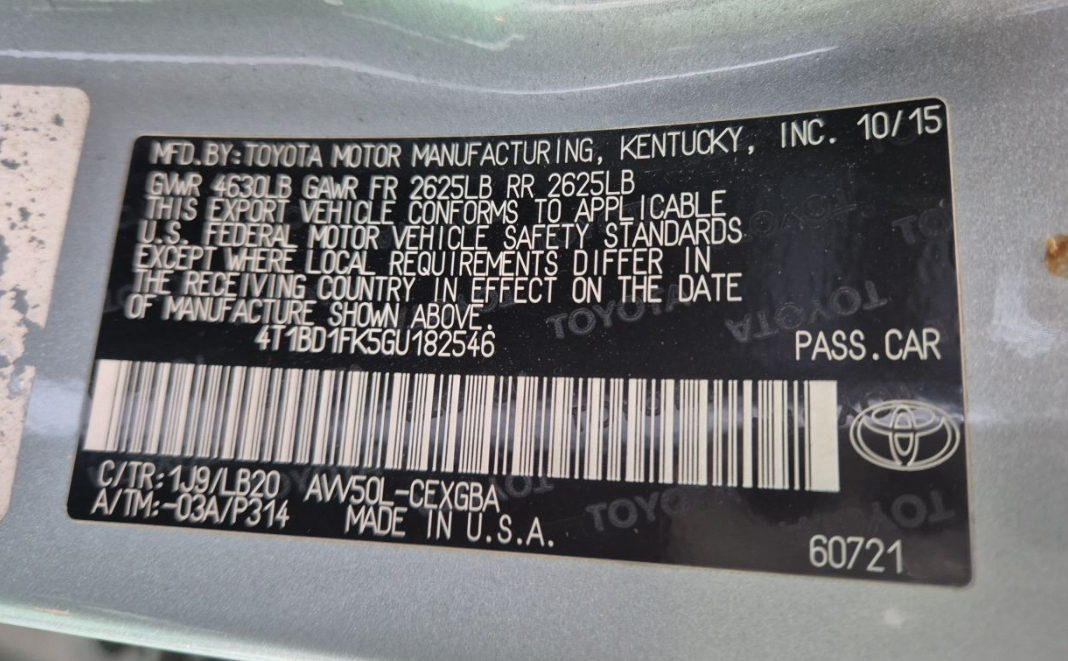 MFD.BY:TOYOTA MOTOR MANUFACTURING, KENTUCKY, INC. 10/15
GVWR 4630LB GAWR FR 2625LB RR 2625LB
THIS EXPORT VEHICLE CONFORMS TO APPLICABLE
U.S. FEDERAL MOTOR VEHICLE SAFETY STANDARDS
EXCEPT WHERE LOCAL REQUIREMENTS DIFFER IN
THE RECEIVING COUNTRY IN EFFECT ON THE DATE
OF MANUFACTURE SHOWN ABOVE.
4T1BD1FK5GU182546 PASS.CAR
C/TR:1J9/LB20 AVV50L-CEXGBA
A/TM:-03A/P314 MADE IN U.S.A.
60721